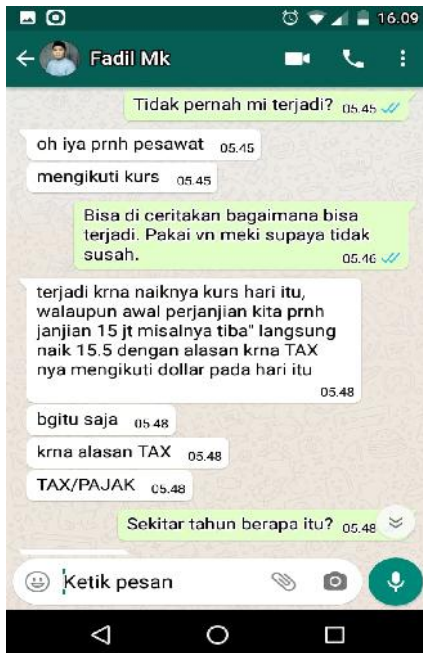 16.09
Fadil Mk
Tidak pernah mi terjadi? 05.45
oh iya prnh pesawat 05.45
mengikuti kurs 05.45
Bisa di ceritakan bagaimana bisa
terjadi. Pakai vn meki supaya tidak
susah. 05.46
terjadi krna naiknya kurs hari itu,
walaupun awal perjanjian kita prnh
janjian 15 jt misalnya tiba" langsung
naik 15.5 dengan alasan krna TAX
nya mengikuti dollar pada hari itu
05.48
bgitu saja 05.48
krna alasan TAX 05.48
TAX/PAJAK 05.48
Sekitar tahun berapa itu? 05.48
Ketik pesan